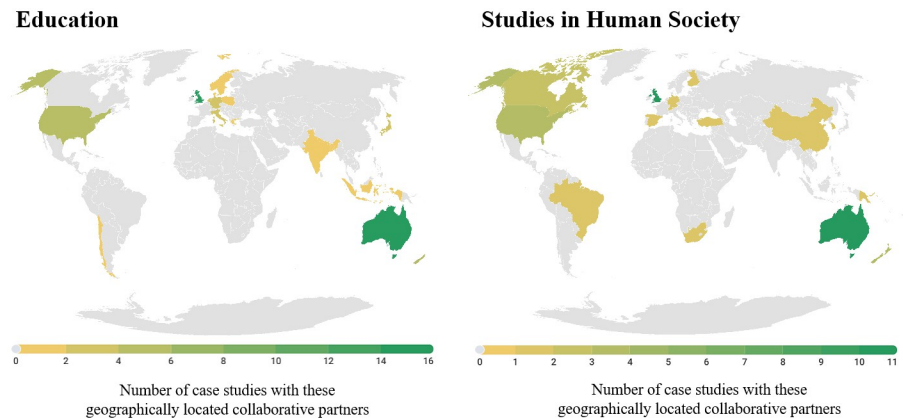 Education
Studies in Human Society
0 2 4 6 8 10 12 14 16
0 1 2 3 4 5 6 7 8 9 10 11
Number of case studies with these
geographically located collaborative partners
Number of case studies with these
geographically located collaborative partners